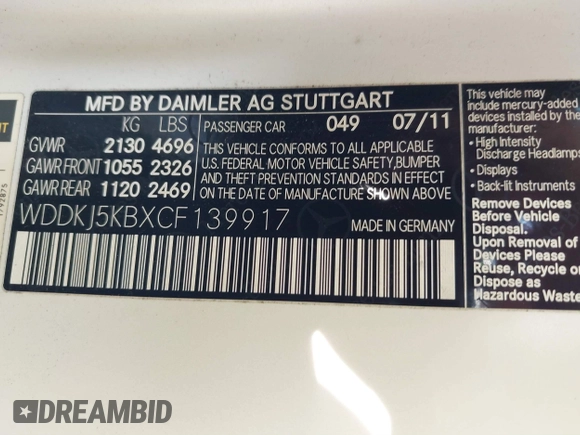 MFD BY DAIMLER AG STUTTGART
KG LBS
GVWR 2130 4696
GAWR FRONT 1055 2326
GAWR REAR 1120 2469
PASSENGER CAR 049 07/11
THIS VEHICLE CONFORMS TO ALL APPLICABLE
U.S. FEDERAL MOTOR VEHICLE SAFETY, BUMPER
AND THEFT PREVENTION STANDARDS IN EFFECT
ON THE DATE OF MANUFACTURE SHOWN ABOVE
WDDKJ5KBXCF139917
MADE IN GERMANY
This vehicle may
include mercury-added
devices installed by the
manufacturer:
• High Intensity
Discharge Headlamps
• Displays
• Back-lit Instruments
Remove Devices
Before Vehicle
Disposal.
Upon Removal of
Devices Please
Reuse, Recycle or
Dispose as
Hazardous Waste
DREAMBID